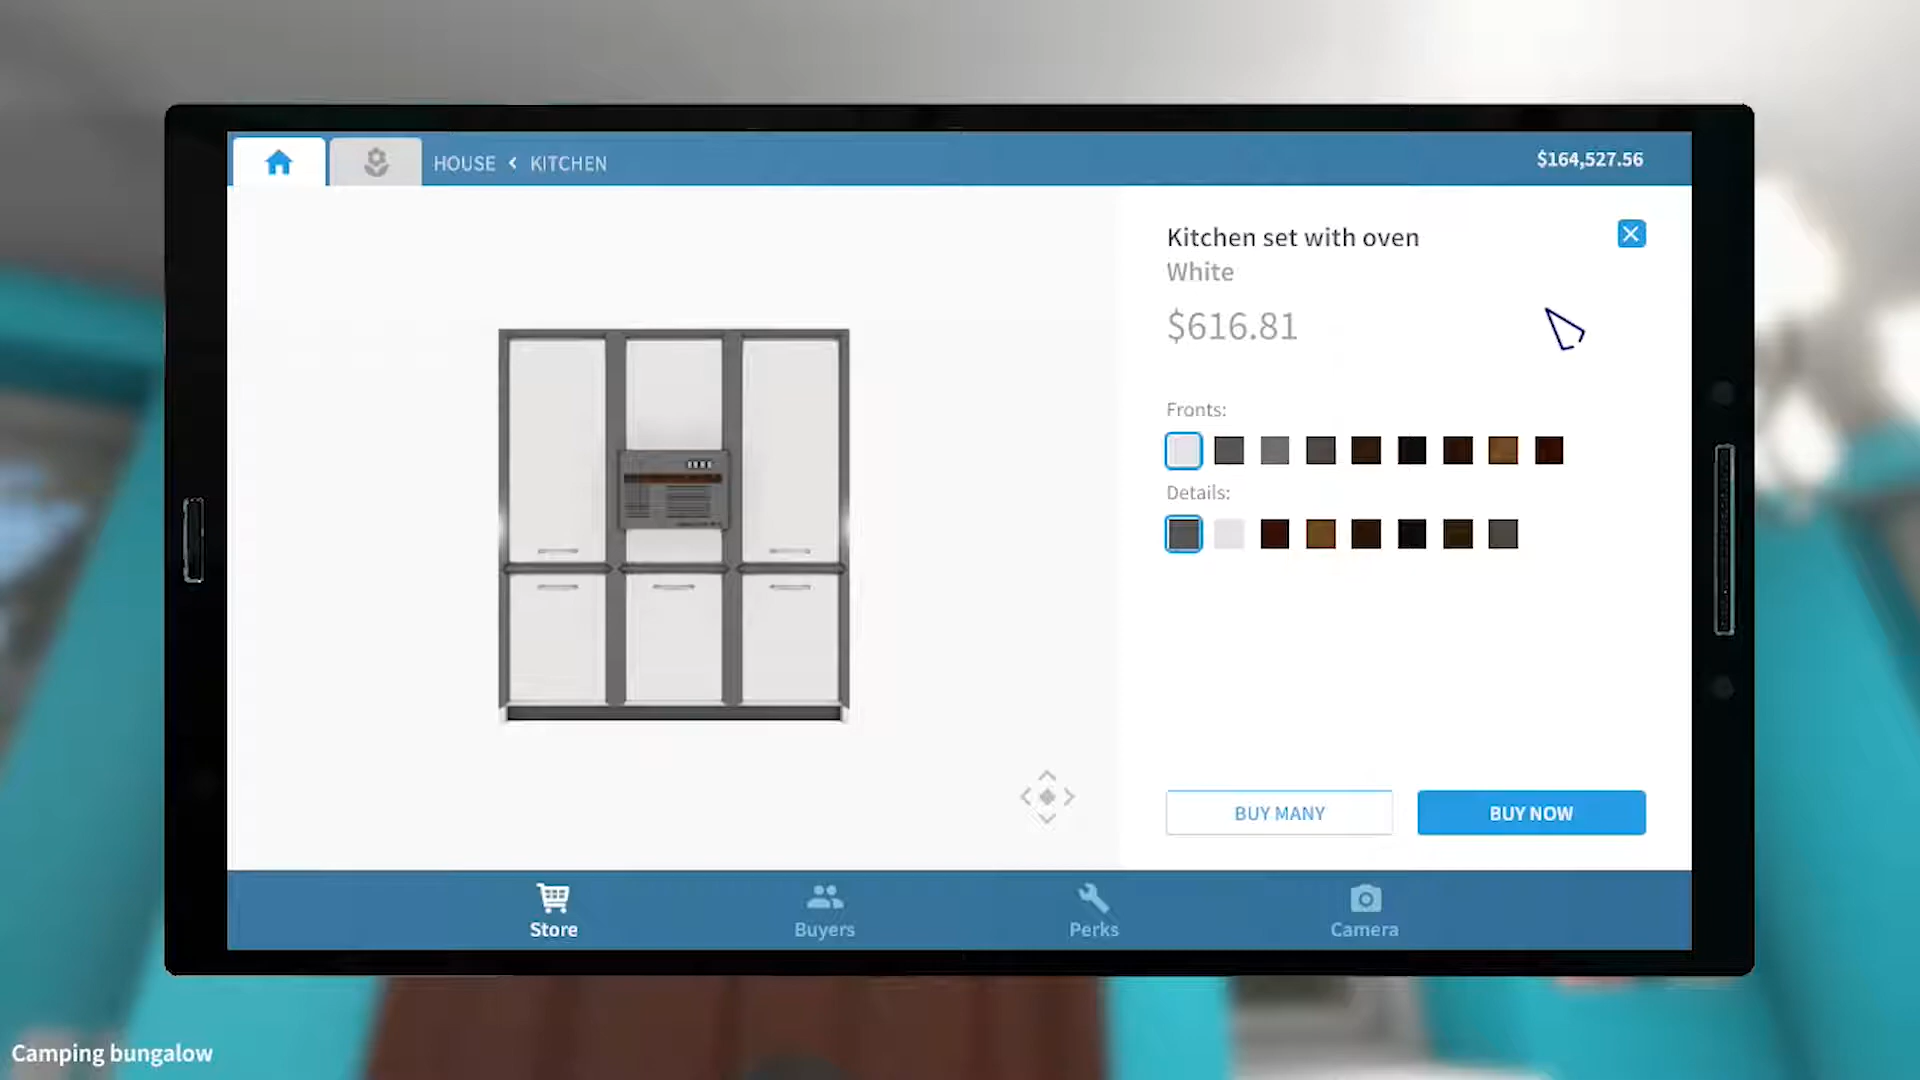 HOUSE < KITCHEN
$164,527.56
Kitchen set with oven
White
$616.81
Fronts:
Details:
BUY MANY
BUY NOW
Store
Buyers
Perks
Camera
Camping bungalow